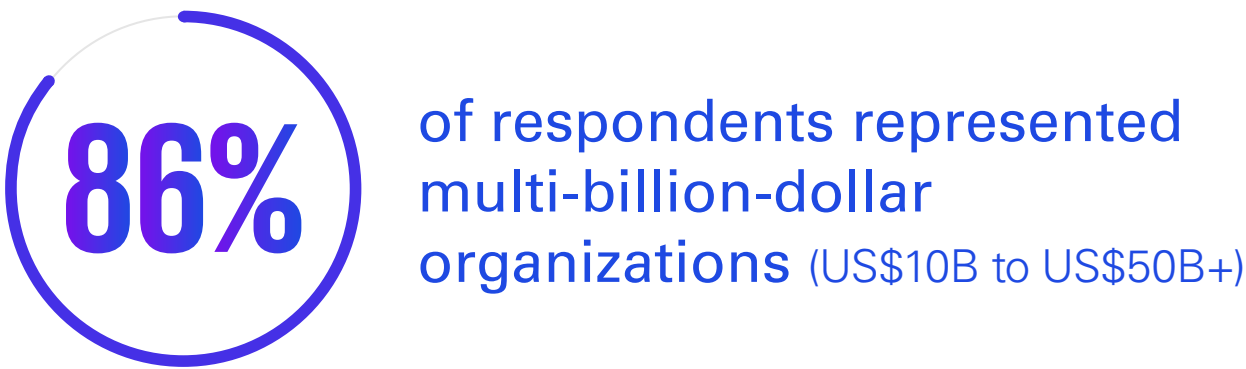 86%
of respondents represented
multi-billion-dollar
organizations (US$10B to US$50B+)